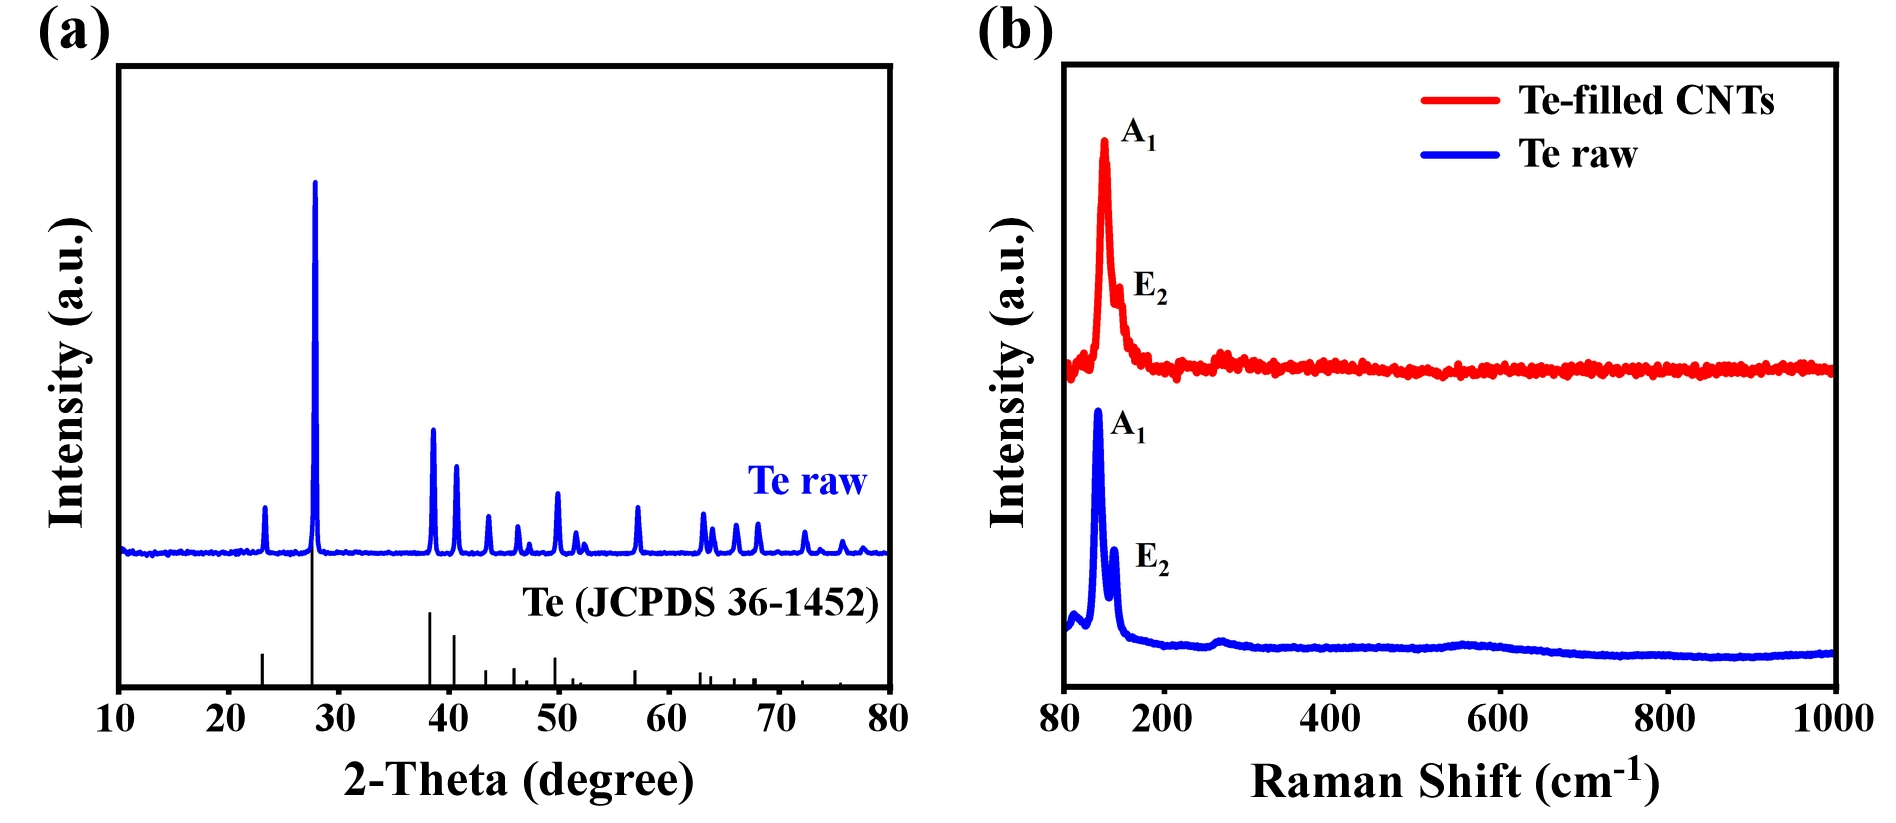 (a)
Intensity (a.u.)
Te raw
Te (JCPDS 36-1452)
10 20 30 40 50 60 70 80
2-Theta (degree)
(b)
Intensity (a.u.)
Te-filled CNTs
Te raw
A₁
E₂
A₁
E₂
80 200 400 600 800 1000
Raman Shift (cm⁻¹)